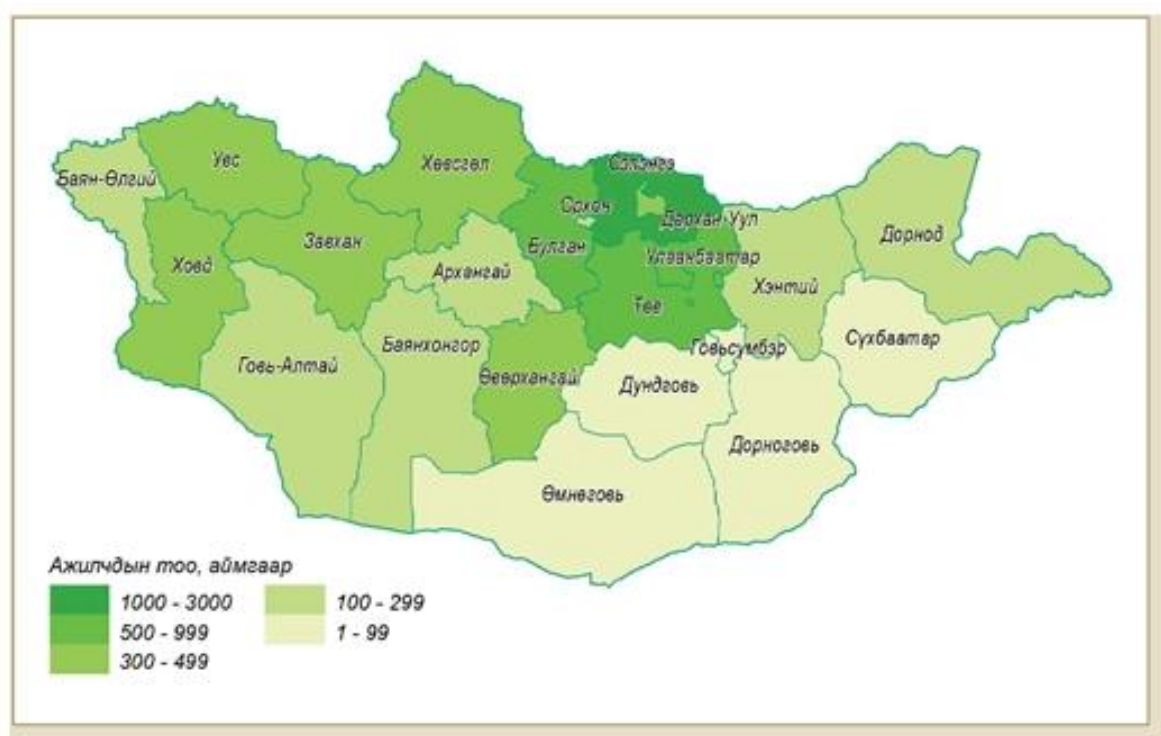 Сэлэнгэ
Хөвсгөл
Увс
Баян-Өлгий
Орхон
Дархан-Уул
Дорнод
Завхан
Булган
Улаанбаатар
Ховд
Архангай
Хэнтий
Төв
Сүхбаатар
Баянхонгор
Говьсүмбэр
Говь-Алтай
Өвөрхангай
Дундговь
Дорноговь
Өмнөговь
Ажилчдын тоо, аймгаар
1000 - 3000
100 - 299
500 - 999
1 - 99
300 - 499